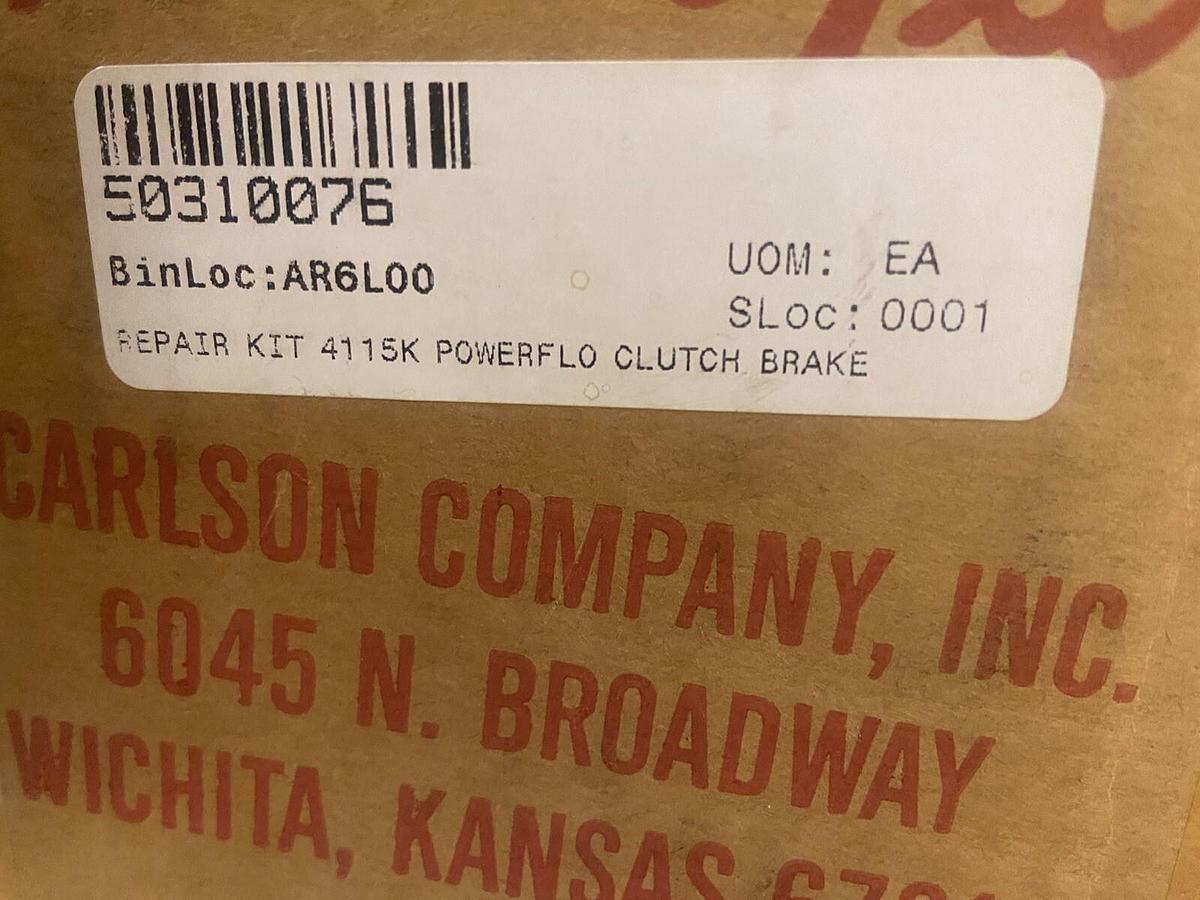 50310076
BinLoc:AR6L00
UOM: EA
SLoc: 0001
REPAIR KIT 4115K POWERFLO CLUTCH BRAKE
CARLSON COMPANY, INC.
6045 N. BROADWAY
WICHITA, KANSAS